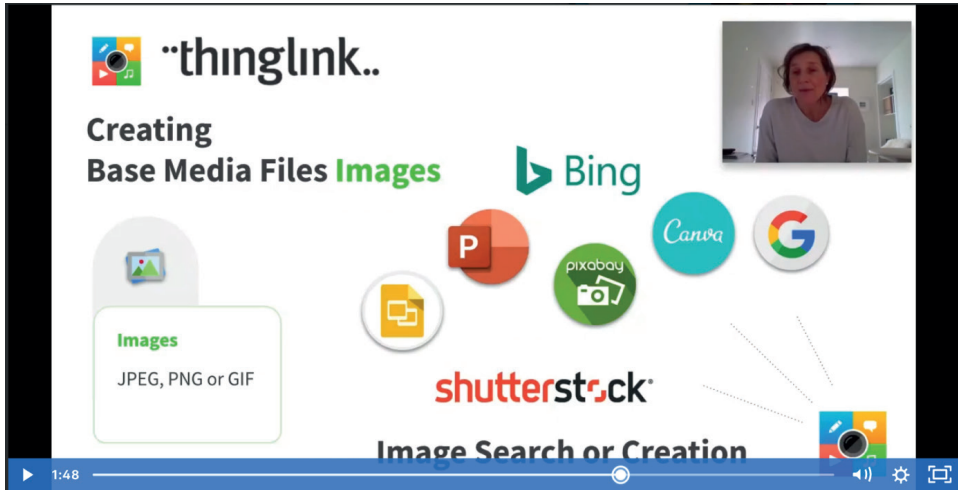 ¨thınglınk..
Creating
Base Media Files Images
Bing
Canva
G
P
pixabay
Images
JPEG, PNG or GIF
shutterstock
Image Search or Creation
1:48